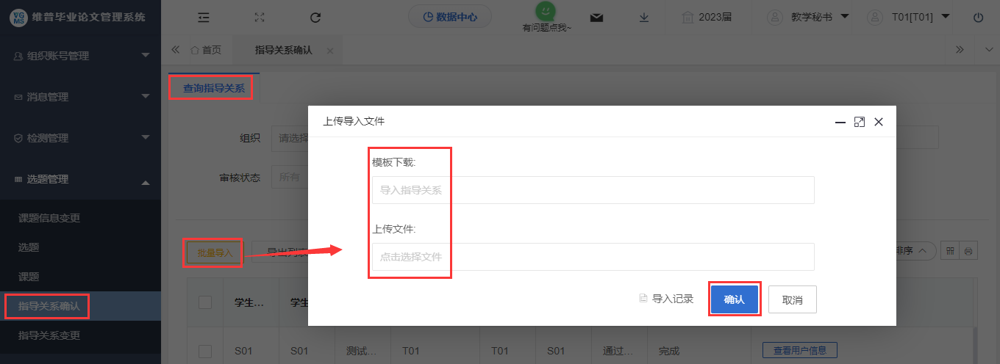 VG MS 维普毕业论文管理系统
数据中心
有问题点我~
2023届
教学秘书
T01[T01]
组织账号管理
消息管理
检测管理
选题管理
课题信息变更
选题
课题
指导关系确认
指导关系变更
首页
指导关系确认
查询指导关系
组织
请选择
审核状态
所有
批量导入
导出列表
排序
上传导入文件
模板下载:
导入指导关系
上传文件:
点击选择文件
导入记录
确认
取消
学生...
学生
S01
S01
测试...
T01
T01
S01
通过...
完成
查看用户信息